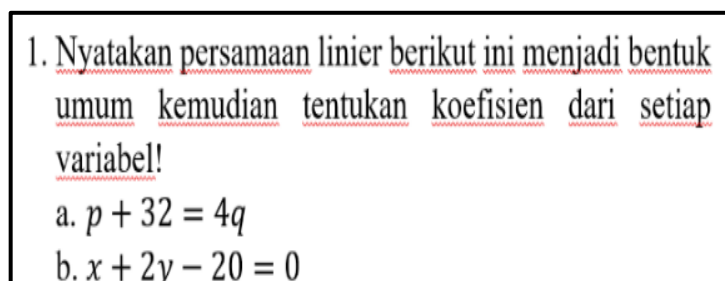 1. Nyatakan persamaan linier berikut ini menjadi bentuk
umum kemudian tentukan koefisien dari setiap
variabel!
a. p + 32 = 4q
b. x + 2y − 20 = 0